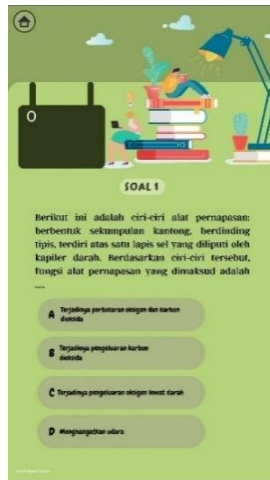 0
SOAL 1
Berikut ini adalah ciri-ciri alat pernapasan:
berbentuk sekumpulan kantong, berdinding
tipis, terdiri atas satu lapis sel yang diliputi oleh
kapiler darah. Berdasarkan ciri-ciri tersebut,
fungsi alat pernapasan yang dimaksud adalah
....
A Terjadinya pertukaran oksigen dan karbon
dioksida
B Terjadinya pengeluaran karbon
dioksida
C Terjadinya pengeluaran oksigen lewat darah
D Menghangatkan udara